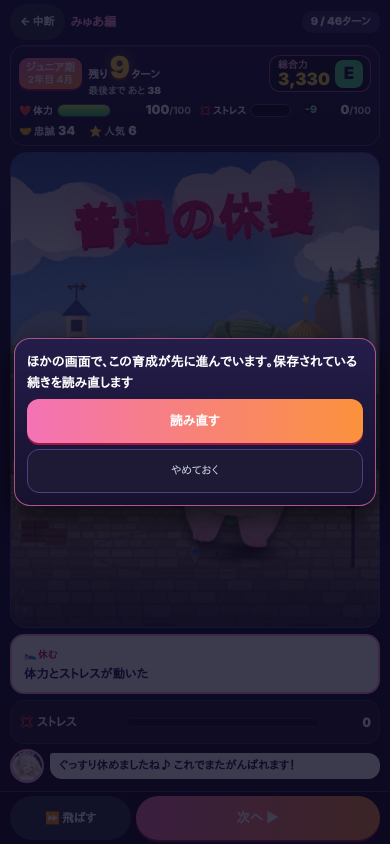 ← 中断 みゅあ編 9 / 46ターン
ジュニア期
2年目 4月
残り9ターン
最後まで あと 38
総合力
3,330 E
体力 100/100 ストレス -9 0/100
忠誠 34 人気 6
普通の休養
ほかの画面で、この育成が先に進んでいます。保存されている
続きを読み直します
読み直す
やめておく
休む
体力とストレスが動いた
ストレス 0
ぐっすり休めましたね♪ これでまたがんばれます!
飛ばす 次へ ▶